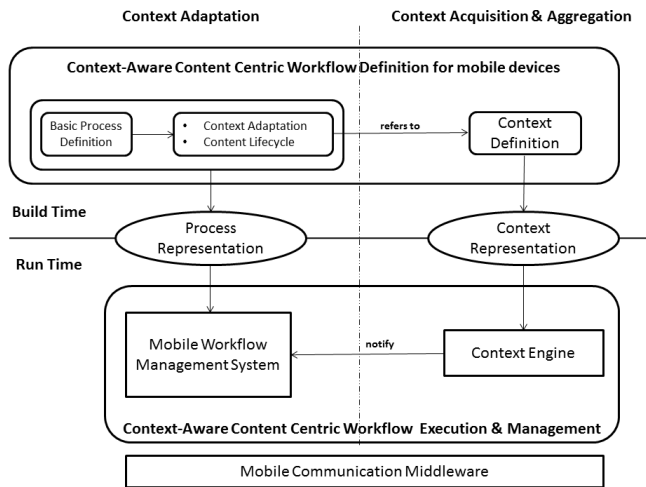 Context Adaptation
Context Acquisition & Aggregation
Context-Aware Content Centric Workflow Definition for mobile devices
Basic Process
Definition
• Context Adaptation
• Content Lifecycle
refers to
Context
Definition
Build Time
Process
Representation
Context
Representation
Run Time
Mobile Workflow
Management System
notify
Context Engine
Context-Aware Content Centric Workflow Execution & Management
Mobile Communication Middleware